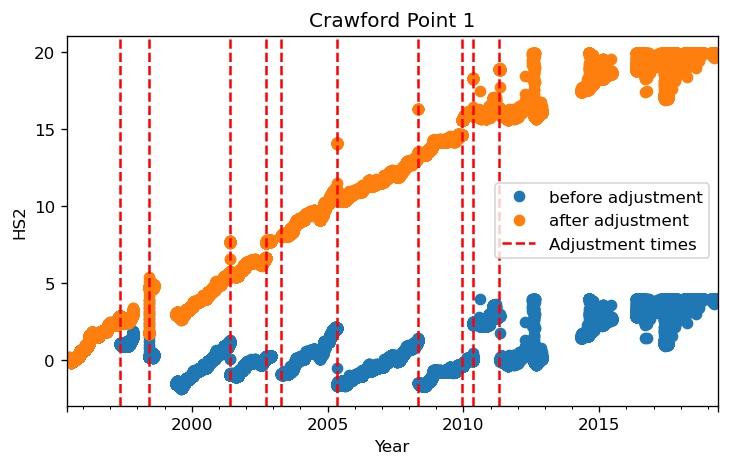 Crawford Point 1
20
15
10
5
0
HS2
before adjustment
after adjustment
Adjustment times
2000 2005 2010 2015
Year